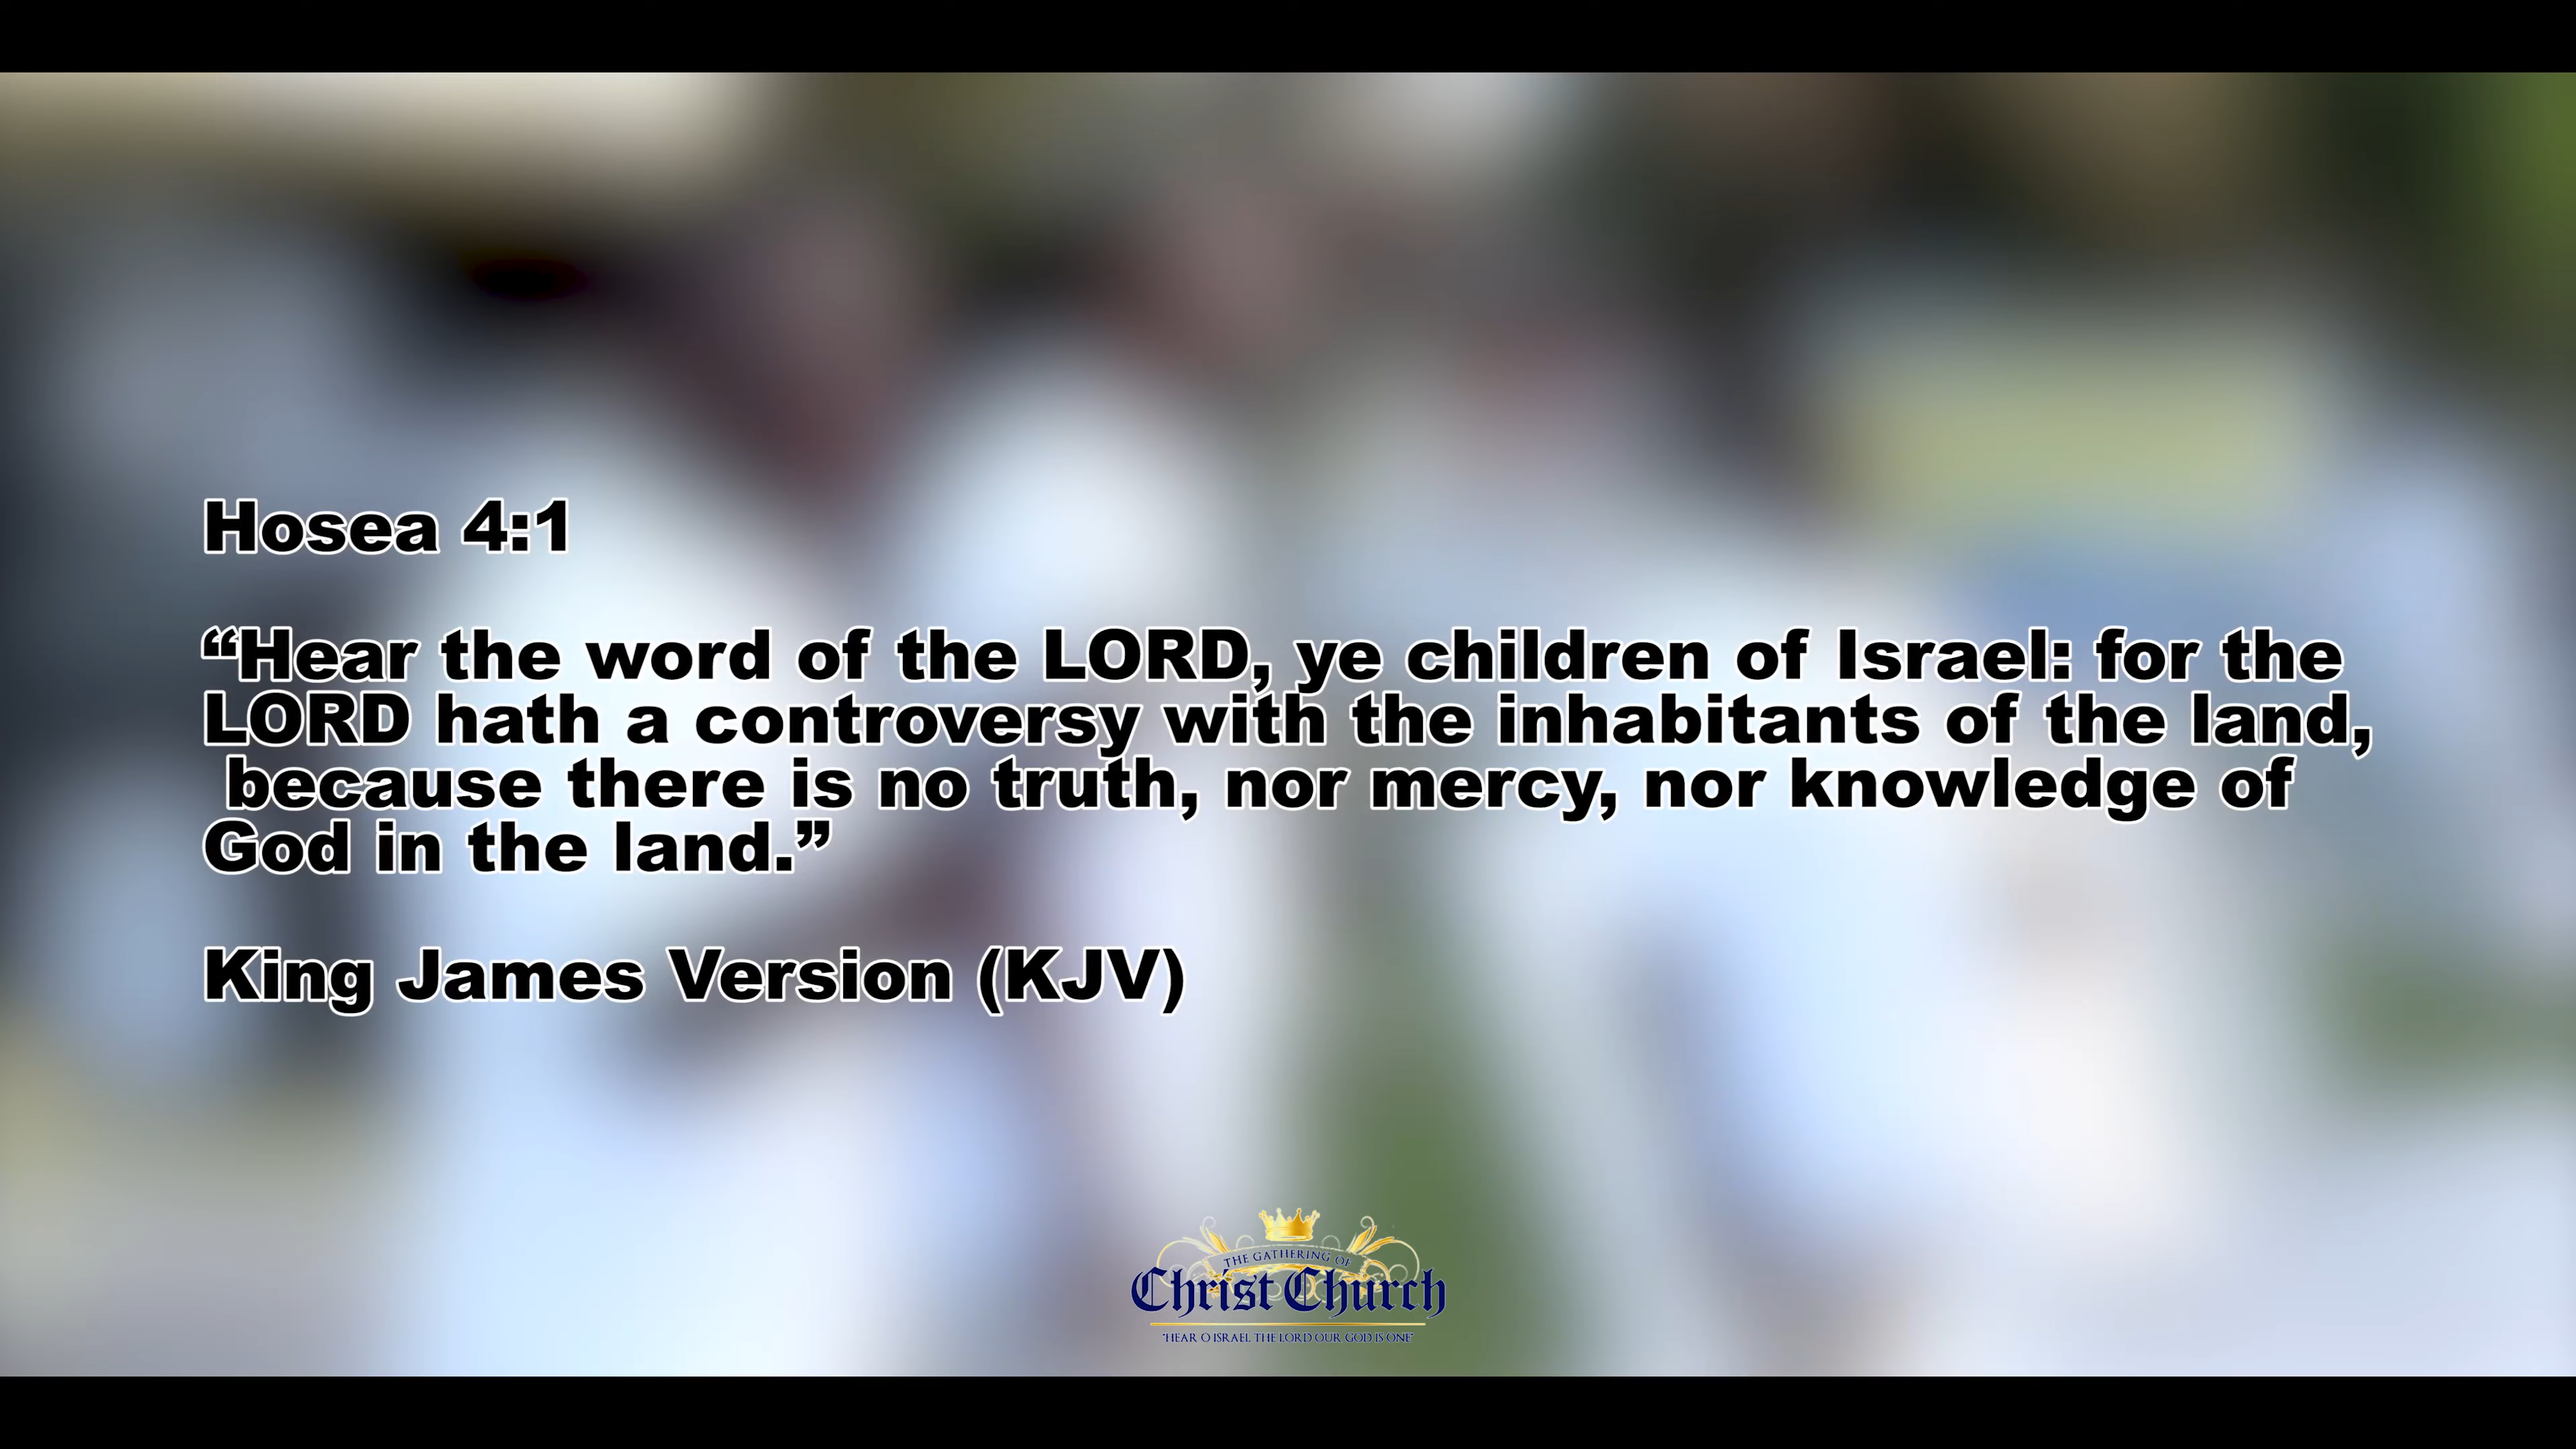 Hosea 4:1
“Hear the word of the LORD, ye children of Israel: for the
LORD hath a controversy with the inhabitants of the land,
because there is no truth, nor mercy, nor knowledge of
God in the land.”
King James Version (KJV)
THE GATHERING OF
Christ Church
"HEAR O ISRAEL THE LORD OUR GOD IS ONE"